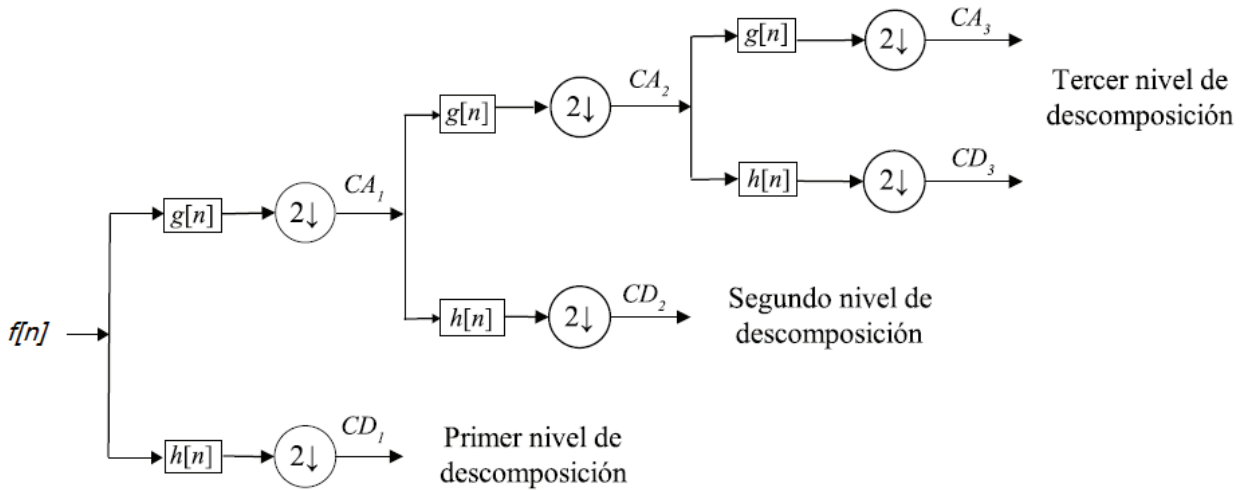 g[n] 2↓ CA₃
Tercer nivel de
descomposición
g[n] 2↓ CA₂
h[n] 2↓ CD₃
g[n] 2↓ CA₁
h[n] 2↓ CD₂
Segundo nivel de
descomposición
f[n]
h[n] 2↓ CD₁
Primer nivel de
descomposición